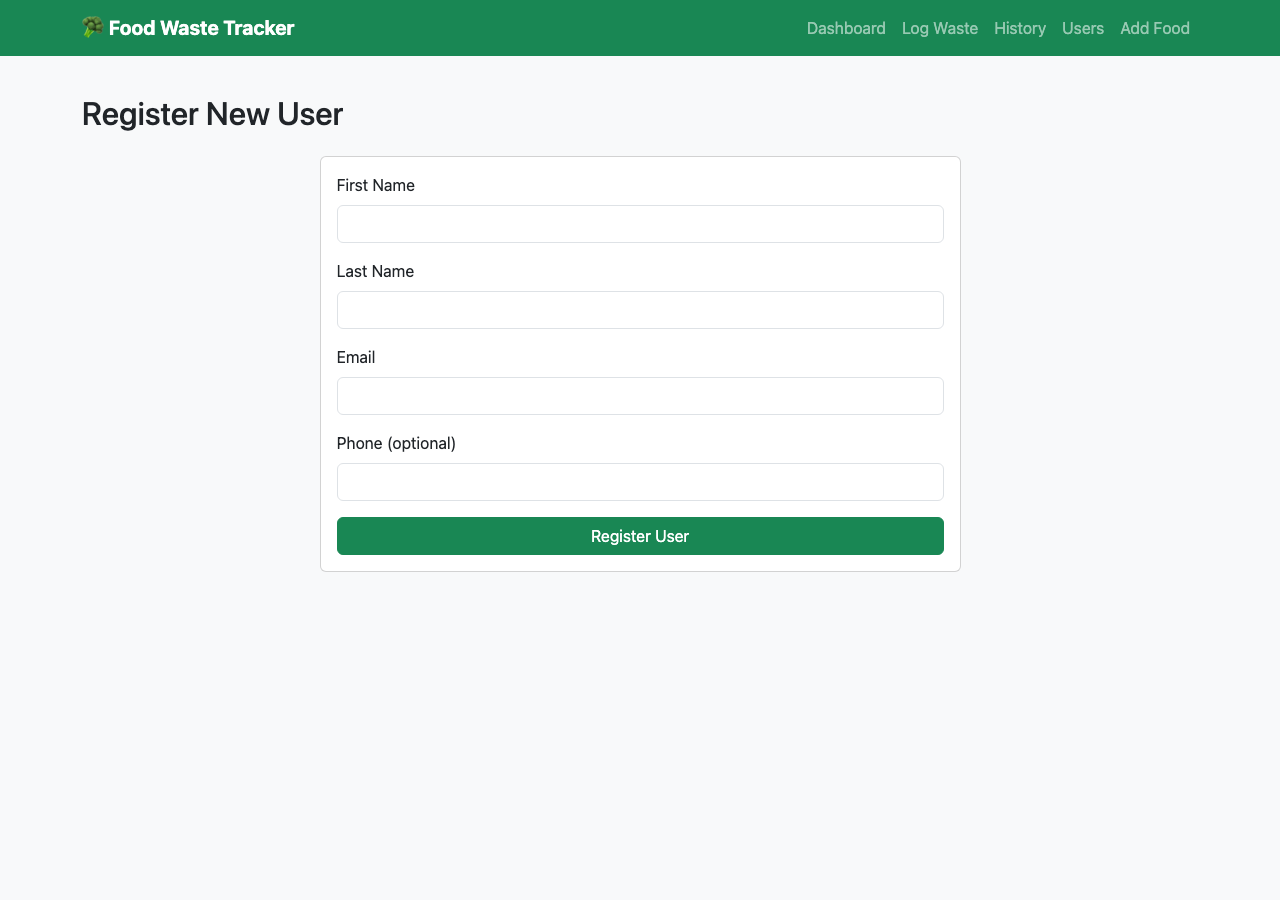 🥦 Food Waste Tracker Dashboard Log Waste History Users Add Food
Register New User
First Name
Last Name
Email
Phone (optional)
Register User